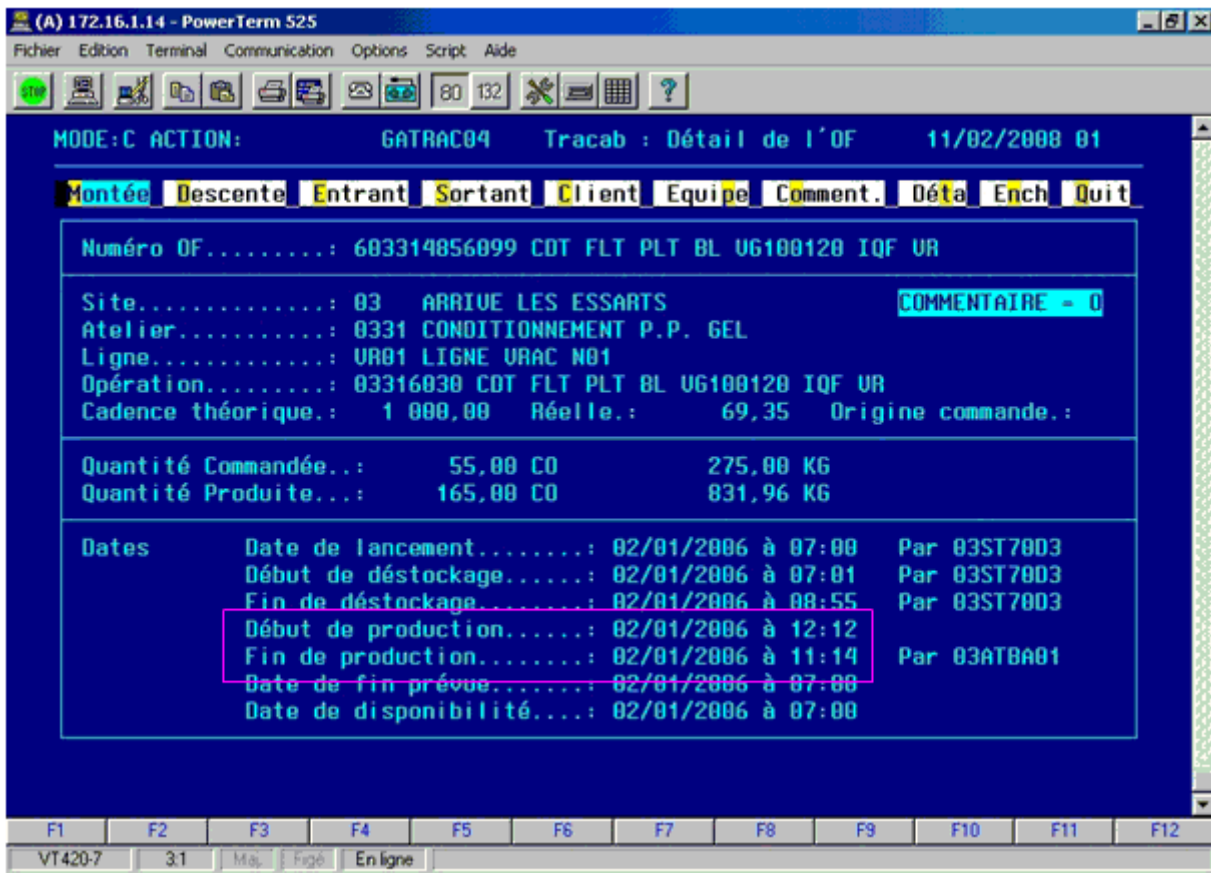 (A) 172.16.1.14 - PowerTerm 525
Fichier Edition Terminal Communication Options Script Aide
STOP 80 132 ?
MODE:C ACTION: GATRAC04 Tracab : Détail de l'OF 11/02/2008 01
Montée Descente Entrant Sortant Client Equipe Comment. Déta Ench Quit
Numéro OF.........: 603314856099 CDT FLT PLT BL VG100120 IQF VR
Site..............: 03 ARRIVE LES ESSARTS COMMENTAIRE = O
Atelier...........: 0331 CONDITIONNEMENT P.P. GEL
Ligne.............: VR01 LIGNE VRAC N01
Opération.........: 03316030 CDT FLT PLT BL VG100120 IQF VR
Cadence théorique.: 1 000,00 Réelle.: 69,35 Origine commande.:
Quantité Commandée..: 55,00 CO 275,00 KG
Quantité Produite...: 165,00 CO 831,96 KG
Dates Date de lancement........: 02/01/2006 à 07:00 Par 03ST70D3
Début de déstockage......: 02/01/2006 à 07:01 Par 03ST70D3
Fin de déstockage........: 02/01/2006 à 08:55 Par 03ST70D3
Début de production......: 02/01/2006 à 12:12
Fin de production........: 02/01/2006 à 11:14 Par 03ATBA01
Date de fin prévue.......: 02/01/2006 à 07:00
Date de disponibilité....: 02/01/2006 à 07:00
F1 F2 F3 F4 F5 F6 F7 F8 F9 F10 F11 F12
VT420-7 3:1 Maj. Figé En ligne